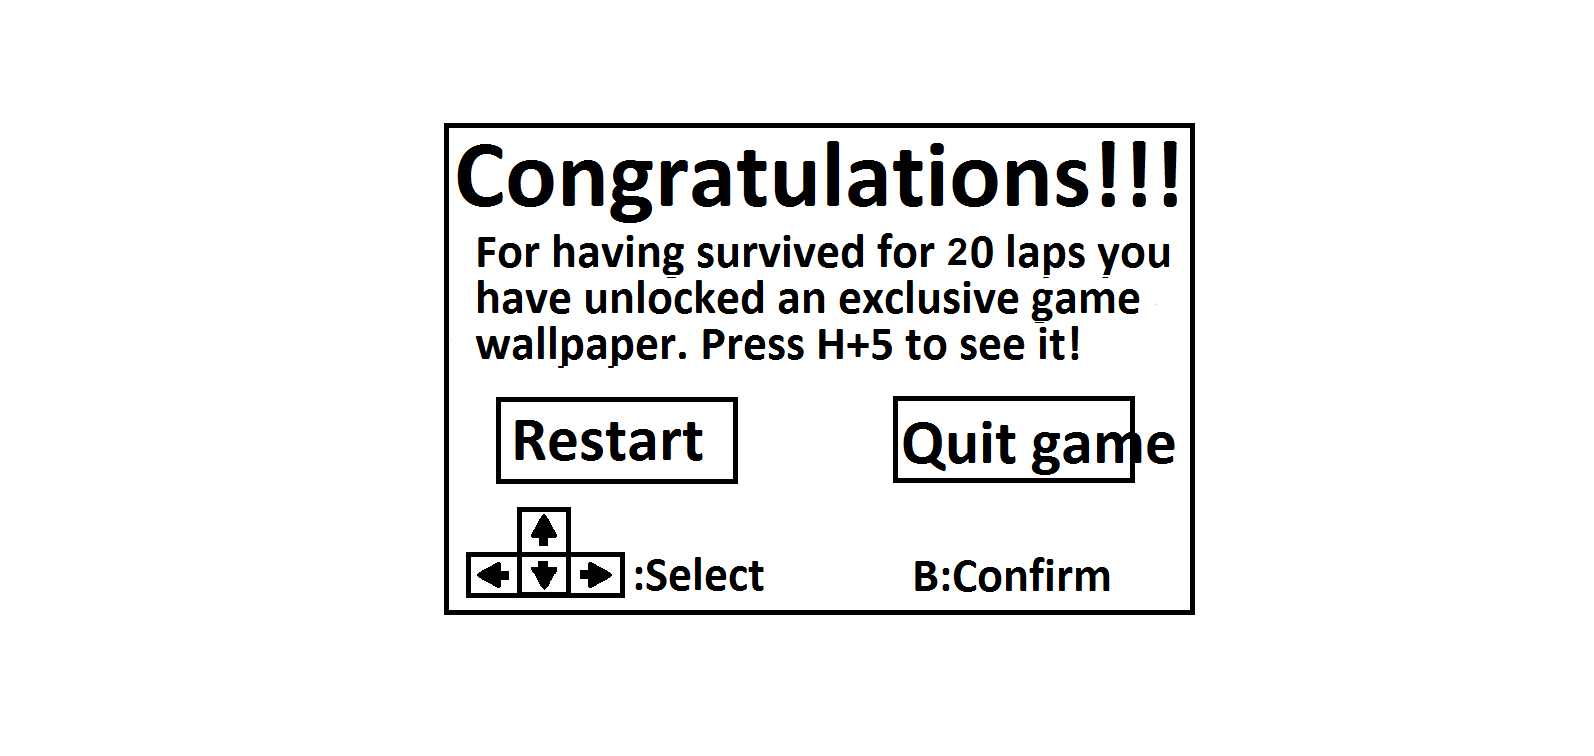 Congratulations!!!
For having survived for 20 laps you
have unlocked an exclusive game
wallpaper. Press H+5 to see it!
Restart
Quit game
:Select
B:Confirm